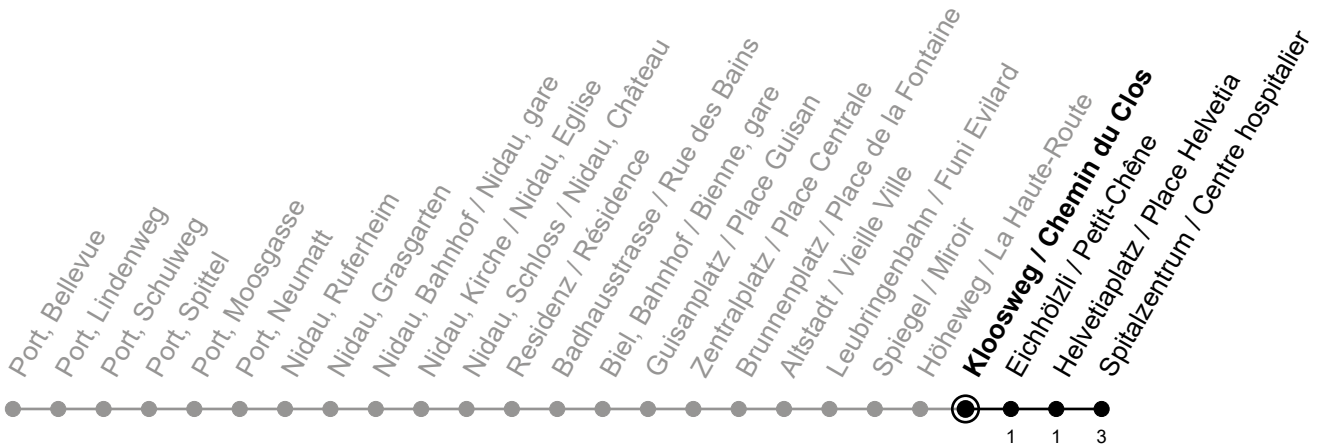 Port, Bellevue
Port, Lindenweg
Port, Schulweg
Port, Spittel
Port, Moosgasse
Port, Neumatt
Nidau, Ruferheim
Nidau, Grasgarten
Nidau, Bahnhof / Nidau, gare
Nidau, Kirche / Nidau, Eglise
Nidau, Schloss / Nidau, Château
Residenz / Résidence
Badhausstrasse / Rue des Bains
Biel, Bahnhof / Bienne, gare
Guisanplatz / Place Guisan
Zentralplatz / Place Centrale
Brunnenplatz / Place de la Fontaine
Altstadt / Vieille Ville
Leubringenbahn / Funi Evilard
Spiegel / Miroir
Höheweg / La Haute-Route
Kloosweg / Chemin du Clos
Eichhölzli / Petit-Chêne
Helvetiaplatz / Place Helvetia
Spitalzentrum / Centre hospitalier
1 1 3